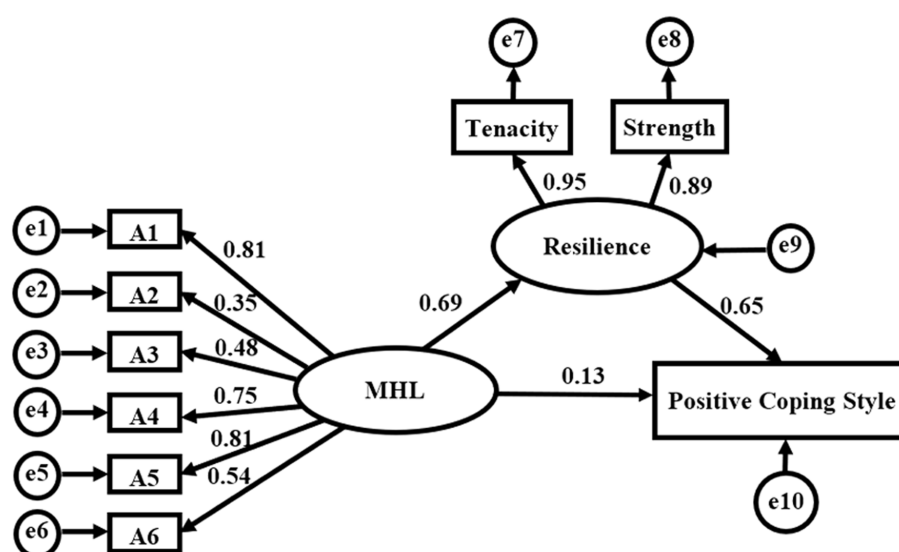 e7
e8
Tenacity
Strength
0.95
0.89
e1
A1
0.81
Resilience
e9
e2
A2
0.35
0.69
0.65
e3
A3
0.48
MHL
0.13
Positive Coping Style
e4
A4
0.75
e5
A5
0.81
e10
e6
A6
0.54